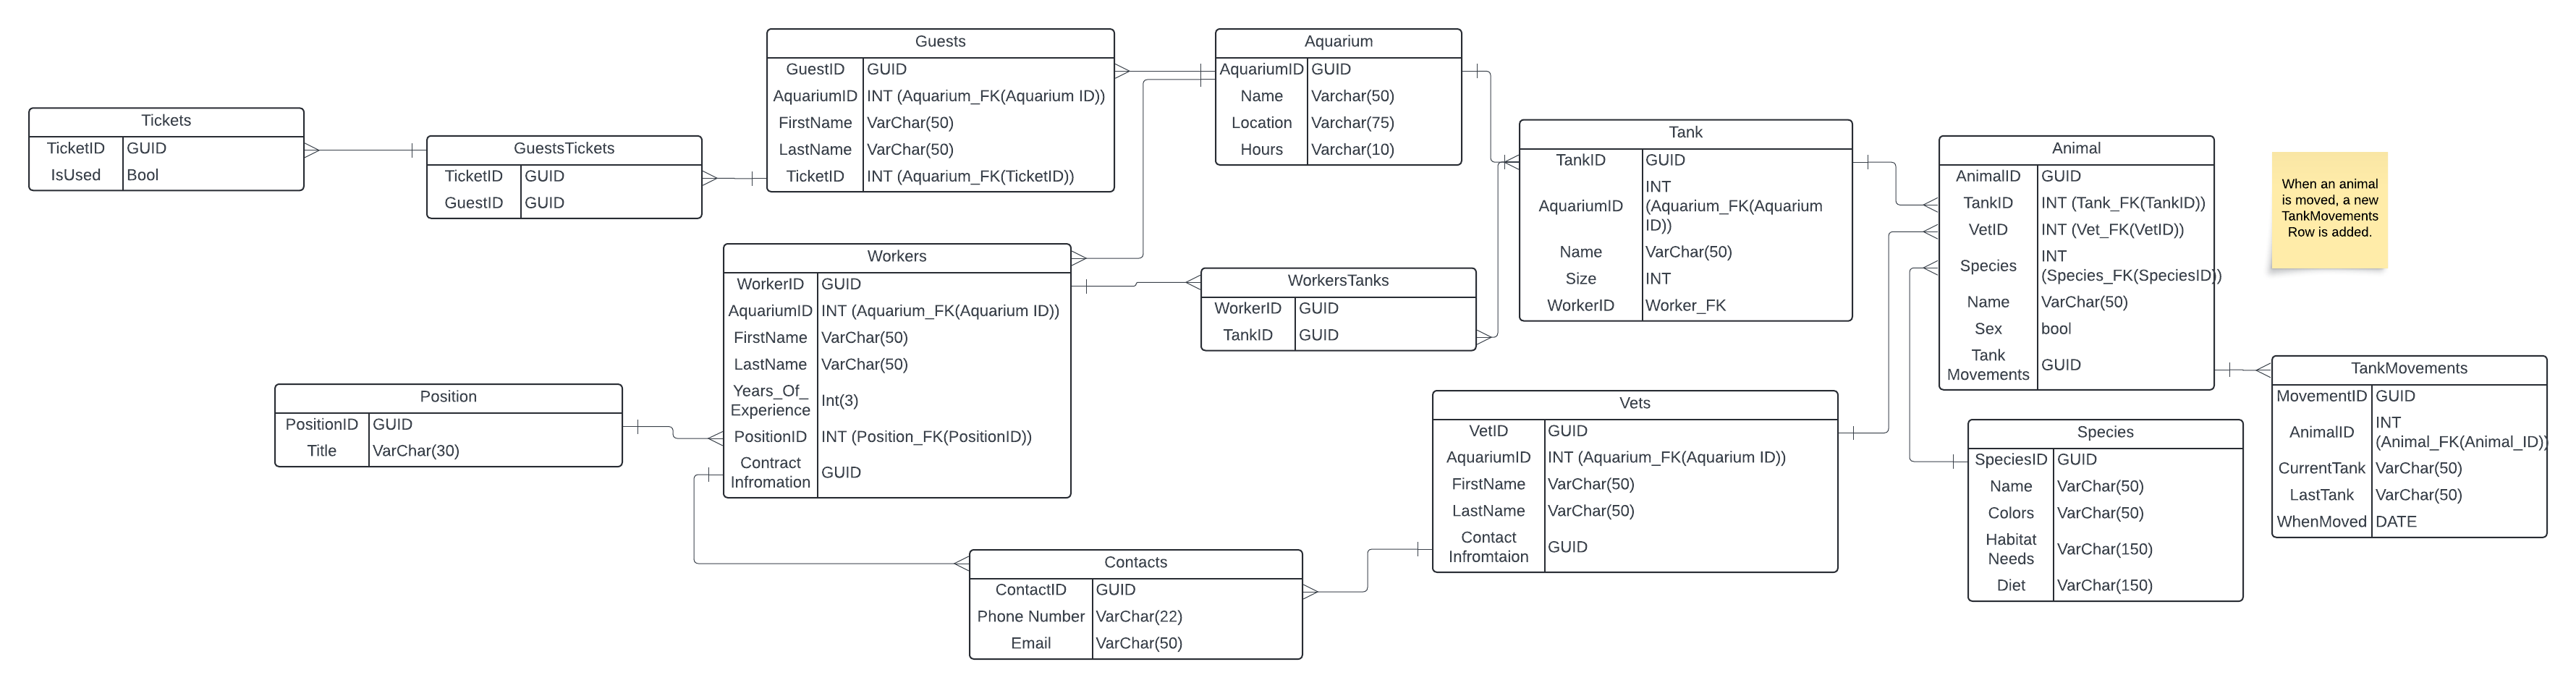 Tickets
TicketID GUID
IsUsed Bool
GuestsTickets
TicketID GUID
GuestID GUID
Guests
GuestID GUID
AquariumID INT (Aquarium_FK(Aquarium ID))
FirstName VarChar(50)
LastName VarChar(50)
TicketID INT (Aquarium_FK(TicketID))
Aquarium
AquariumID GUID
Name Varchar(50)
Location Varchar(75)
Hours Varchar(10)
Tank
TankID GUID
AquariumID INT
(Aquarium_FK(Aquarium
ID))
Name VarChar(50)
Size INT
WorkerID Worker_FK
Animal
AnimalID GUID
TankID INT (Tank_FK(TankID))
VetID INT (Vet_FK(VetID))
Species INT
(Species_FK(SpeciesID))
Name VarChar(50)
Sex bool
Tank
Movements GUID
When an animal
is moved, a new
TankMovements
Row is added.
Workers
WorkerID GUID
AquariumID INT (Aquarium_FK(Aquarium ID))
FirstName VarChar(50)
LastName VarChar(50)
Years_Of_
Experience Int(3)
PositionID INT (Position_FK(PositionID))
Contract
Infromation GUID
WorkersTanks
WorkerID GUID
TankID GUID
Position
PositionID GUID
Title VarChar(30)
Vets
VetID GUID
AquariumID INT (Aquarium_FK(Aquarium ID))
FirstName VarChar(50)
LastName VarChar(50)
Contact
Infromtaion GUID
TankMovements
MovementID GUID
AnimalID INT
(Animal_FK(Animal_ID))
CurrentTank VarChar(50)
LastTank VarChar(50)
WhenMoved DATE
Species
SpeciesID GUID
Name VarChar(50)
Colors VarChar(50)
Habitat
Needs VarChar(150)
Diet VarChar(150)
Contacts
ContactID GUID
Phone Number VarChar(22)
Email VarChar(50)